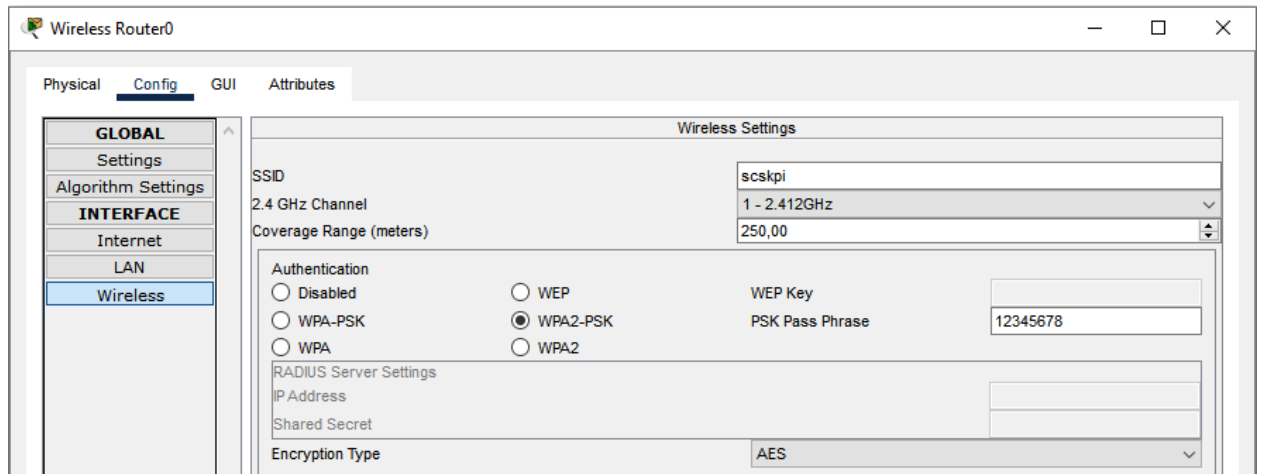 Wireless Router0
Physical Config GUI Attributes
GLOBAL
Settings
Algorithm Settings
INTERFACE
Internet
LAN
Wireless
Wireless Settings
SSID scskpi
2.4 GHz Channel 1 - 2.412GHz
Coverage Range (meters) 250,00
Authentication
Disabled WEP WEP Key
WPA-PSK WPA2-PSK PSK Pass Phrase 12345678
WPA WPA2
RADIUS Server Settings
IP Address
Shared Secret
Encryption Type AES